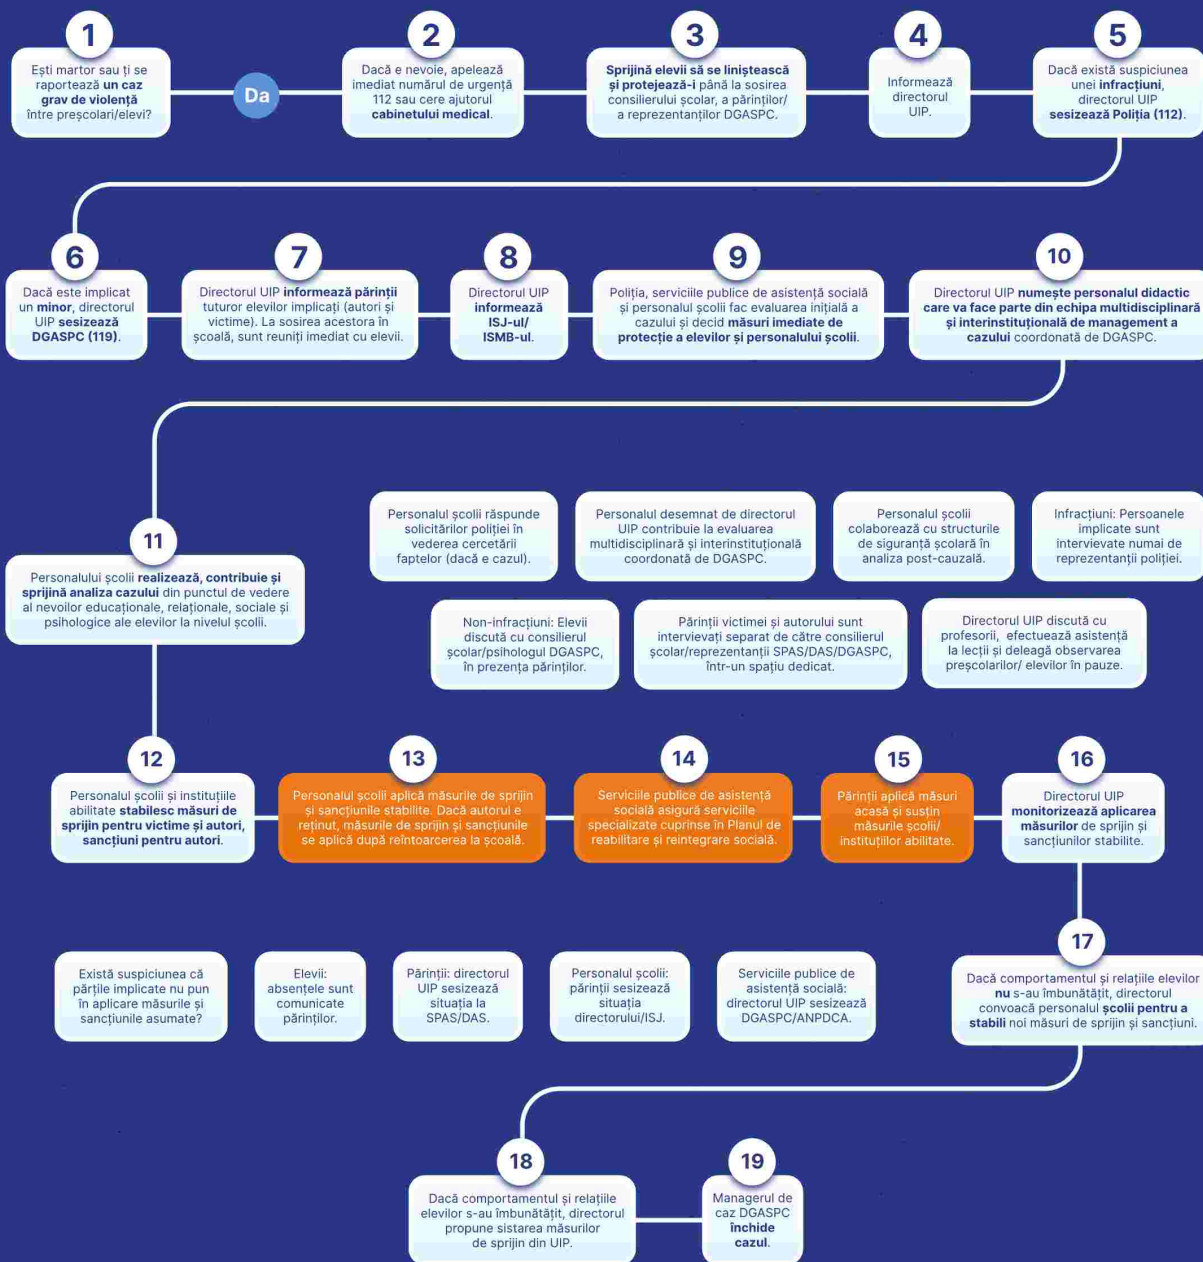 1
Ești martor sau ți se
raportează un caz
grav de violență
între preșcolari/elevi?
Da
2
Dacă e nevoie, apelează
imediat numărul de urgență
112 sau cere ajutorul
cabinetului medical.
3
Sprijină elevii să se liniștească
și protejează-i până la sosirea
consilierului școlar, a părinților/
a reprezentanților DGASPC.
4
Informează
directorul
UIP.
5
Dacă există suspiciunea
unei infracțiuni,
directorul UIP
sesizează Poliția (112).
6
Dacă este implicat
un minor, directorul
UIP sesizează
DGASPC (119).
7
Directorul UIP informează părinții
tuturor elevilor implicați (autori și
victime). La sosirea acestora în
școală, sunt reuniți imediat cu elevii.
8
Directorul UIP
informează
ISJ-ul/
ISMB-ul.
9
Poliția, serviciile publice de asistență socială
și personalul școlii fac evaluarea inițială a
cazului și decid măsuri imediate de
protecție a elevilor și personalului școlii.
10
Directorul UIP numește personalul didactic
care va face parte din echipa multidisciplinară
și interinstituțională de management a
cazului coordonată de DGASPC.
11
Personalului școlii realizează, contribuie și
sprijină analiza cazului din punctul de vedere
al nevoilor educaționale, relaționale, sociale și
psihologice ale elevilor la nivelul școlii.
Personalul școlii răspunde
solicitărilor poliției în
vederea cercetării
faptelor (dacă e cazul).
Personalul desemnat de directorul
UIP contribuie la evaluarea
multidisciplinară și interinstituțională
coordonată de DGASPC.
Personalul școlii
colaborează cu structurile
de siguranță școlară în
analiza post-cauzală.
Infracțiuni: Persoanele
implicate sunt
intervievate numai de
reprezentanții poliției.
Non-infracțiuni: Elevii
discută cu consilierul
școlar/psihologul DGASPC,
în prezența părinților.
Părinții victimei și autorului sunt
intervievați separat de către consilierul
școlar/reprezentanții SPAS/DAS/DGASPC,
într-un spațiu dedicat.
Directorul UIP discută cu
profesorii, efectuează asistență
la lecții și deleagă observarea
preșcolarilor/ elevilor în pauze.
12
Personalul școlii și instituțiile
abilitate stabilesc măsuri de
sprijin pentru victime și autori,
sancțiuni pentru autori.
13
Personalul școlii aplică măsurile de sprijin
și sancțiunile stabilite. Dacă autorul e
reținut, măsurile de sprijin și sancțiunile
se aplică după reîntoarcerea la școală.
14
Serviciile publice de asistență
socială asigură serviciile
specializate cuprinse în Planul de
reabilitare și reintegrare socială.
15
Părinții aplică măsuri
acasă și susțin
măsurile școlii/
instituțiilor abilitate.
16
Directorul UIP
monitorizează aplicarea
măsurilor de sprijin și
sancțiunilor stabilite.
17
Dacă comportamentul și relațiile elevilor
nu s-au îmbunătățit, directorul
convoacă personalul școlii pentru a
stabili noi măsuri de sprijin și sancțiuni.
Există suspiciunea că
părțile implicate nu pun
în aplicare măsurile și
sancțiunile asumate?
Elevii:
absențele sunt
comunicate
părinților.
Părinții: directorul
UIP sesizează
situația la
SPAS/DAS.
Personalul școlii:
părinții sesizează
situația
directorului/ISJ.
Serviciile publice de
asistență socială:
directorul UIP sesizează
DGASPC/ANPDCA.
18
Dacă comportamentul și relațiile
elevilor s-au îmbunătățit, directorul
propune sistarea măsurilor
de sprijin din UIP.
19
Managerul de
caz DGASPC
închide
cazul.